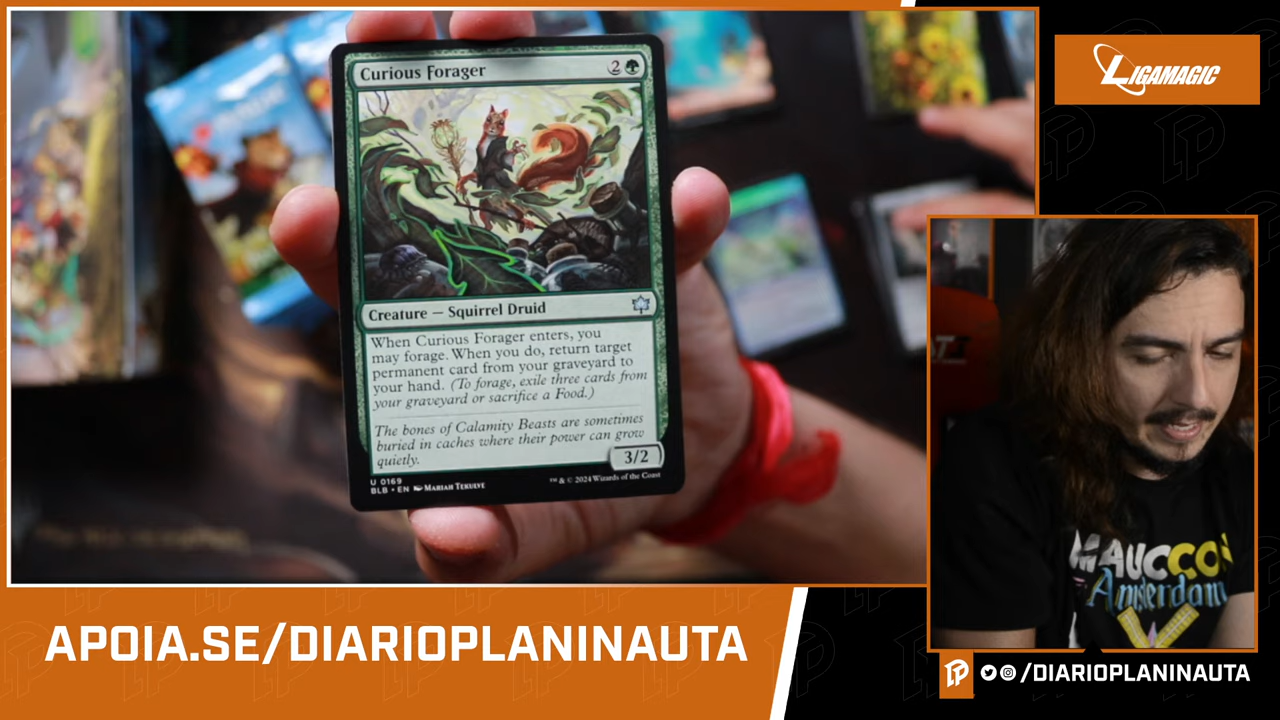 Curious Forager
2
Creature — Squirrel Druid
When Curious Forager enters, you
may forage. When you do, return target
permanent card from your graveyard to
your hand. (To forage, exile three cards from
your graveyard or sacrifice a Food.)
The bones of Calamity Beasts are sometimes
buried in caches where their power can grow
quietly.
3/2
U 0169
BLB • EN Mariah Tekulve
™ & © 2024 Wizards of the Coast
LIGAMAGIC
MAUCCO
Amsterdam
APOIA.SE/DIARIOPLANINAUTA
/DIARIOPLANINAUTA